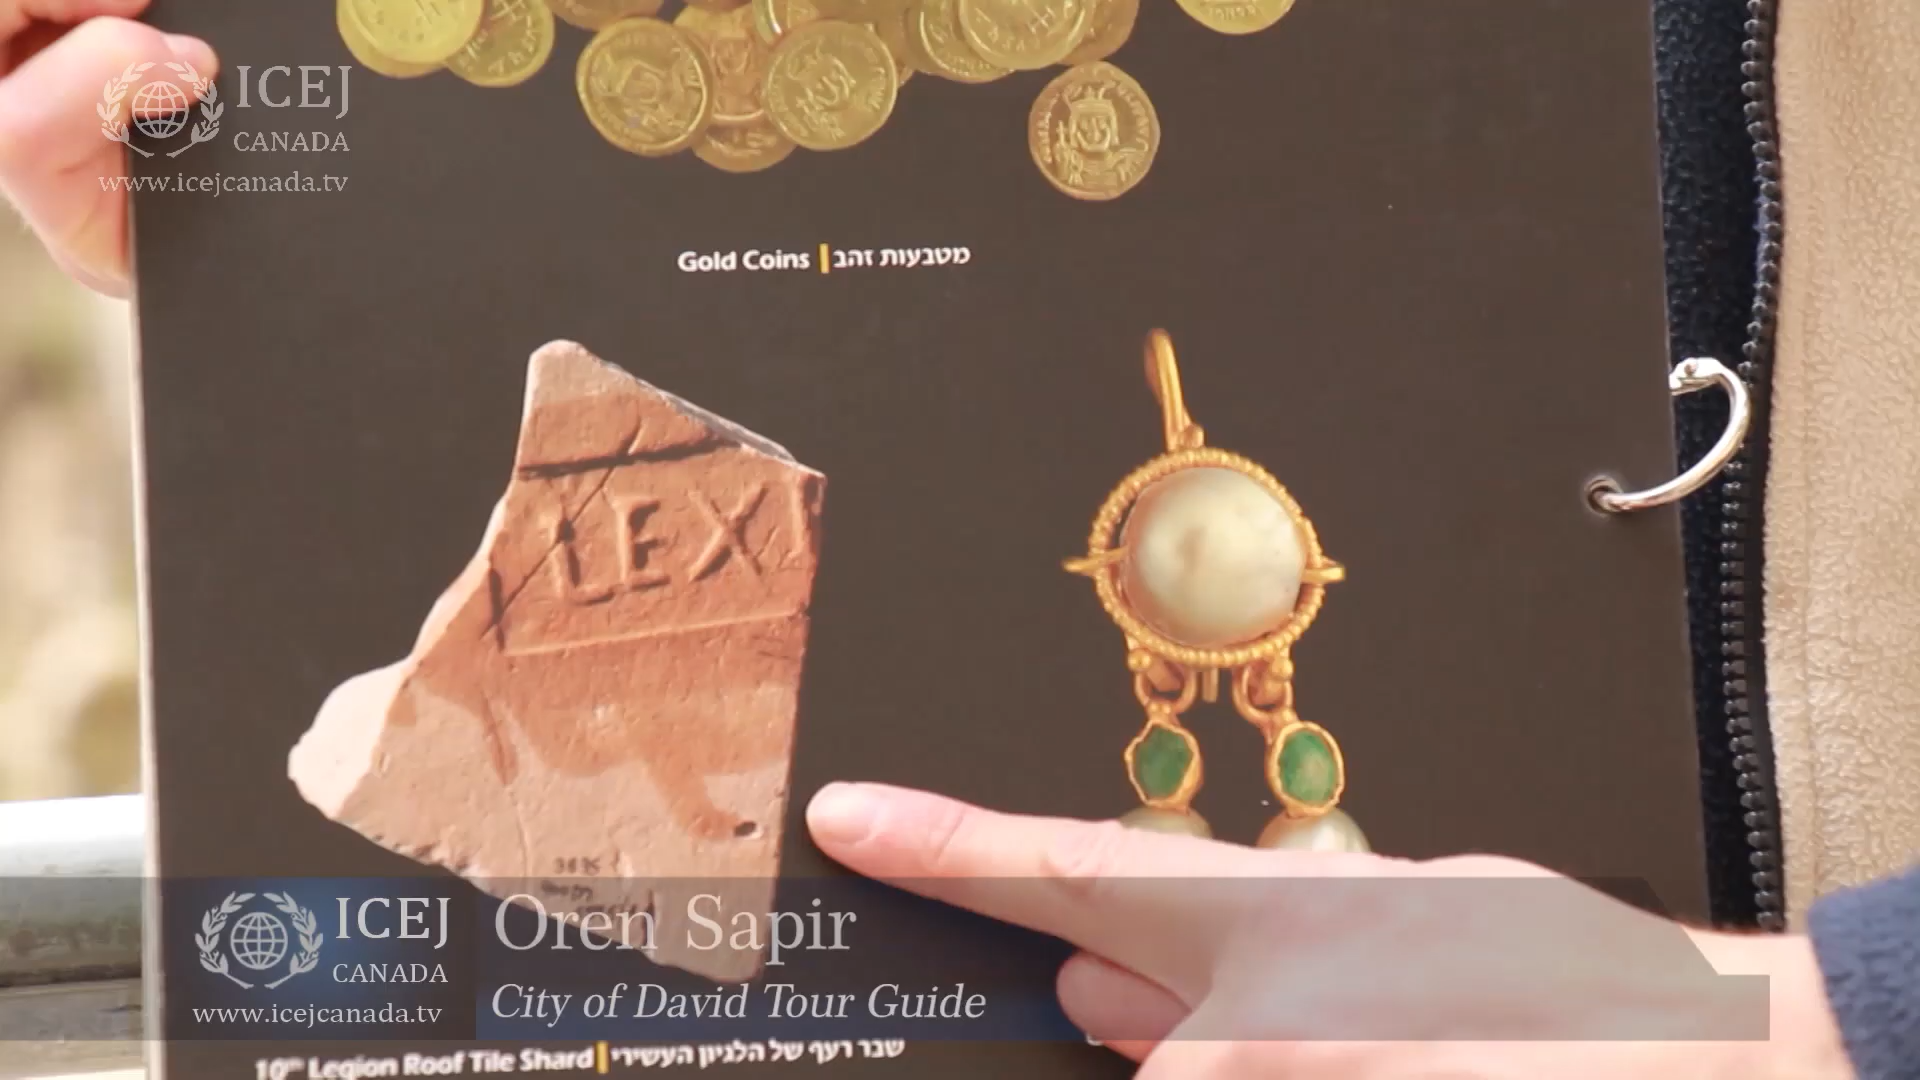 ICEJ
CANADA
www.icejcanada.tv
Gold Coins | מטבעות זהב
LEX
ICEJ
CANADA
www.icejcanada.tv
Oren Sapir
City of David Tour Guide
10th Legion Roof Tile Shard | שבר רעף של הלגיון העשירי